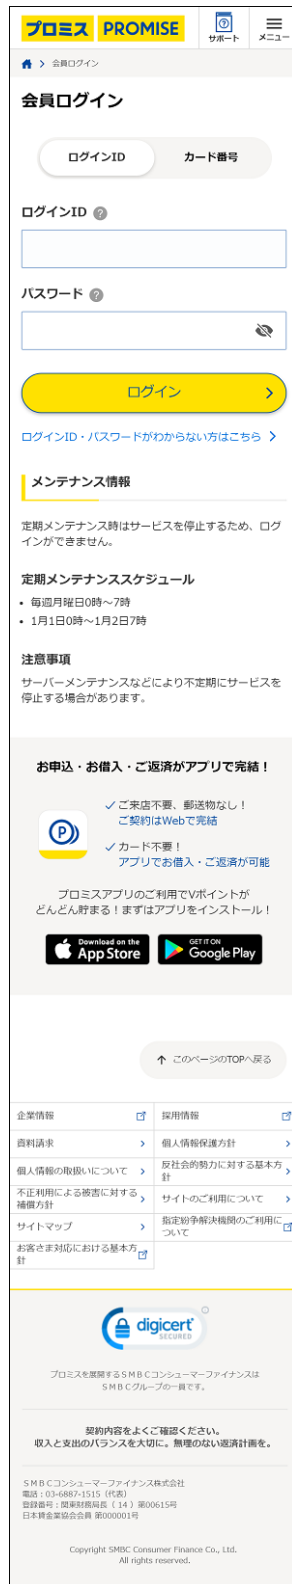 プロミス PROMISE
サポート
メニュー
会員ログイン
会員ログイン
ログインID
カード番号
ログインID ?
パスワード ?
ログイン
ログインID・パスワードがわからない方はこちら
メンテナンス情報
定期メンテナンス時はサービスを停止するため、ログ
インができません。
定期メンテナンススケジュール
• 毎週月曜日0時～7時
• 1月1日0時～1月2日7時
注意事項
サーバーメンテナンスなどにより不定期にサービスを
停止する場合があります。
お申込・お借入・ご返済がアプリで完結！
ご来店不要、郵送物なし！
ご契約はWebで完結
カード不要！
アプリでお借入・ご返済が可能
プロミスアプリのご利用でVポイントが
どんどん貯まる！まずはアプリをインストール！
Download on the
App Store
GET IT ON
Google Play
このページのTOPへ戻る
企業情報
採用情報
資料請求
個人情報保護方針
個人情報の取扱いについて
反社会的勢力に対する基本方
針
不正利用による被害に対する
補償方針
サイトのご利用について
サイトマップ
指定紛争解決機関のご利用に
ついて
お客さま対応における基本方
針
digicert
SECURED
プロミスを展開するＳＭＢＣコンシューマーファイナンスは
ＳＭＢＣグループの一員です。
契約内容をよくご確認ください。
収入と支出のバランスを大切に。無理のない返済計画を。
ＳＭＢＣコンシューマーファイナンス株式会社
電話：03-6887-1515（代表）
登録番号：関東財務局長（ 14 ）第00615号
日本貸金業協会会員 第000001号
Copyright SMBC Consumer Finance Co., Ltd.
All rights reserved.